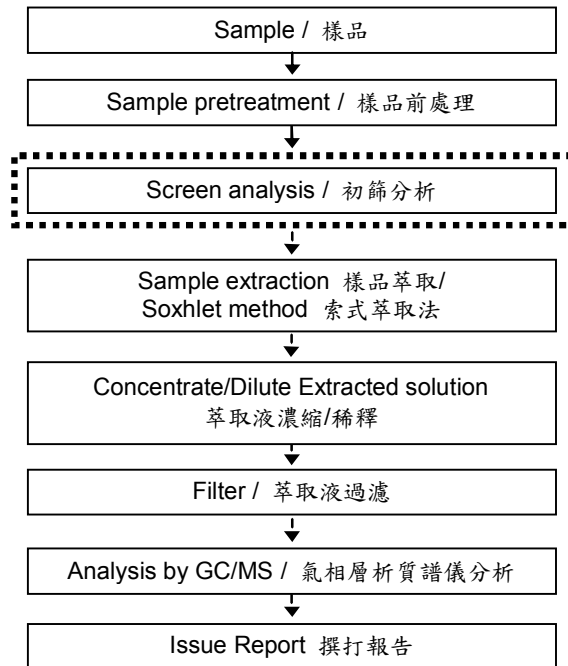 Sample / 樣品
Sample pretreatment / 樣品前處理
Screen analysis / 初篩分析
Sample extraction 樣品萃取/
Soxhlet method 索式萃取法
Concentrate/Dilute Extracted solution
萃取液濃縮/稀釋
Filter / 萃取液過濾
Analysis by GC/MS / 氣相層析質譜儀分析
Issue Report 撰打報告